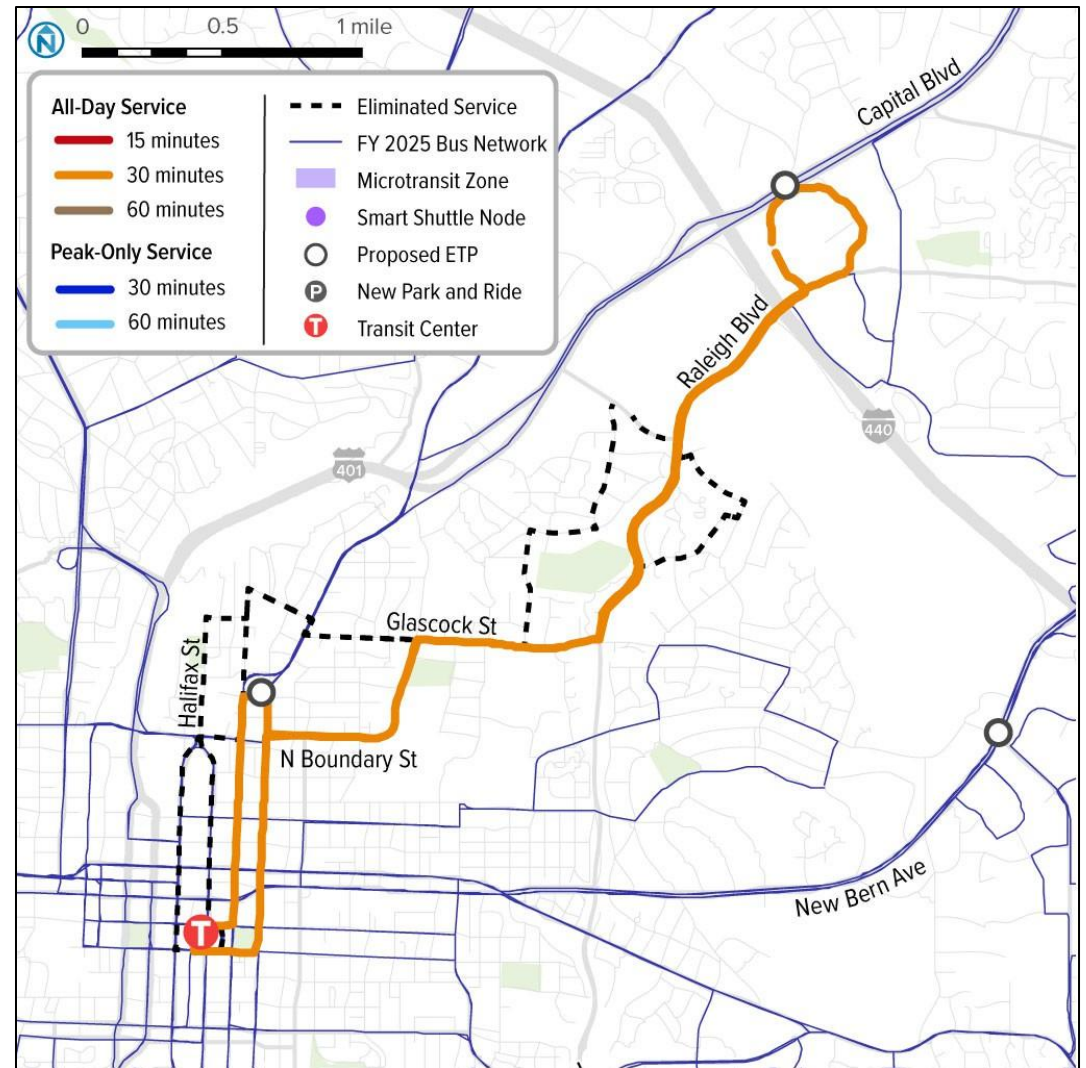 N
0 0.5 1 mile
All-Day Service
15 minutes
30 minutes
60 minutes
Peak-Only Service
30 minutes
60 minutes
Eliminated Service
FY 2025 Bus Network
Microtransit Zone
Smart Shuttle Node
Proposed ETP
P New Park and Ride
T Transit Center
Capital Blvd
Raleigh Blvd
440
401
Glascock St
Halifax St
N Boundary St
New Bern Ave
T